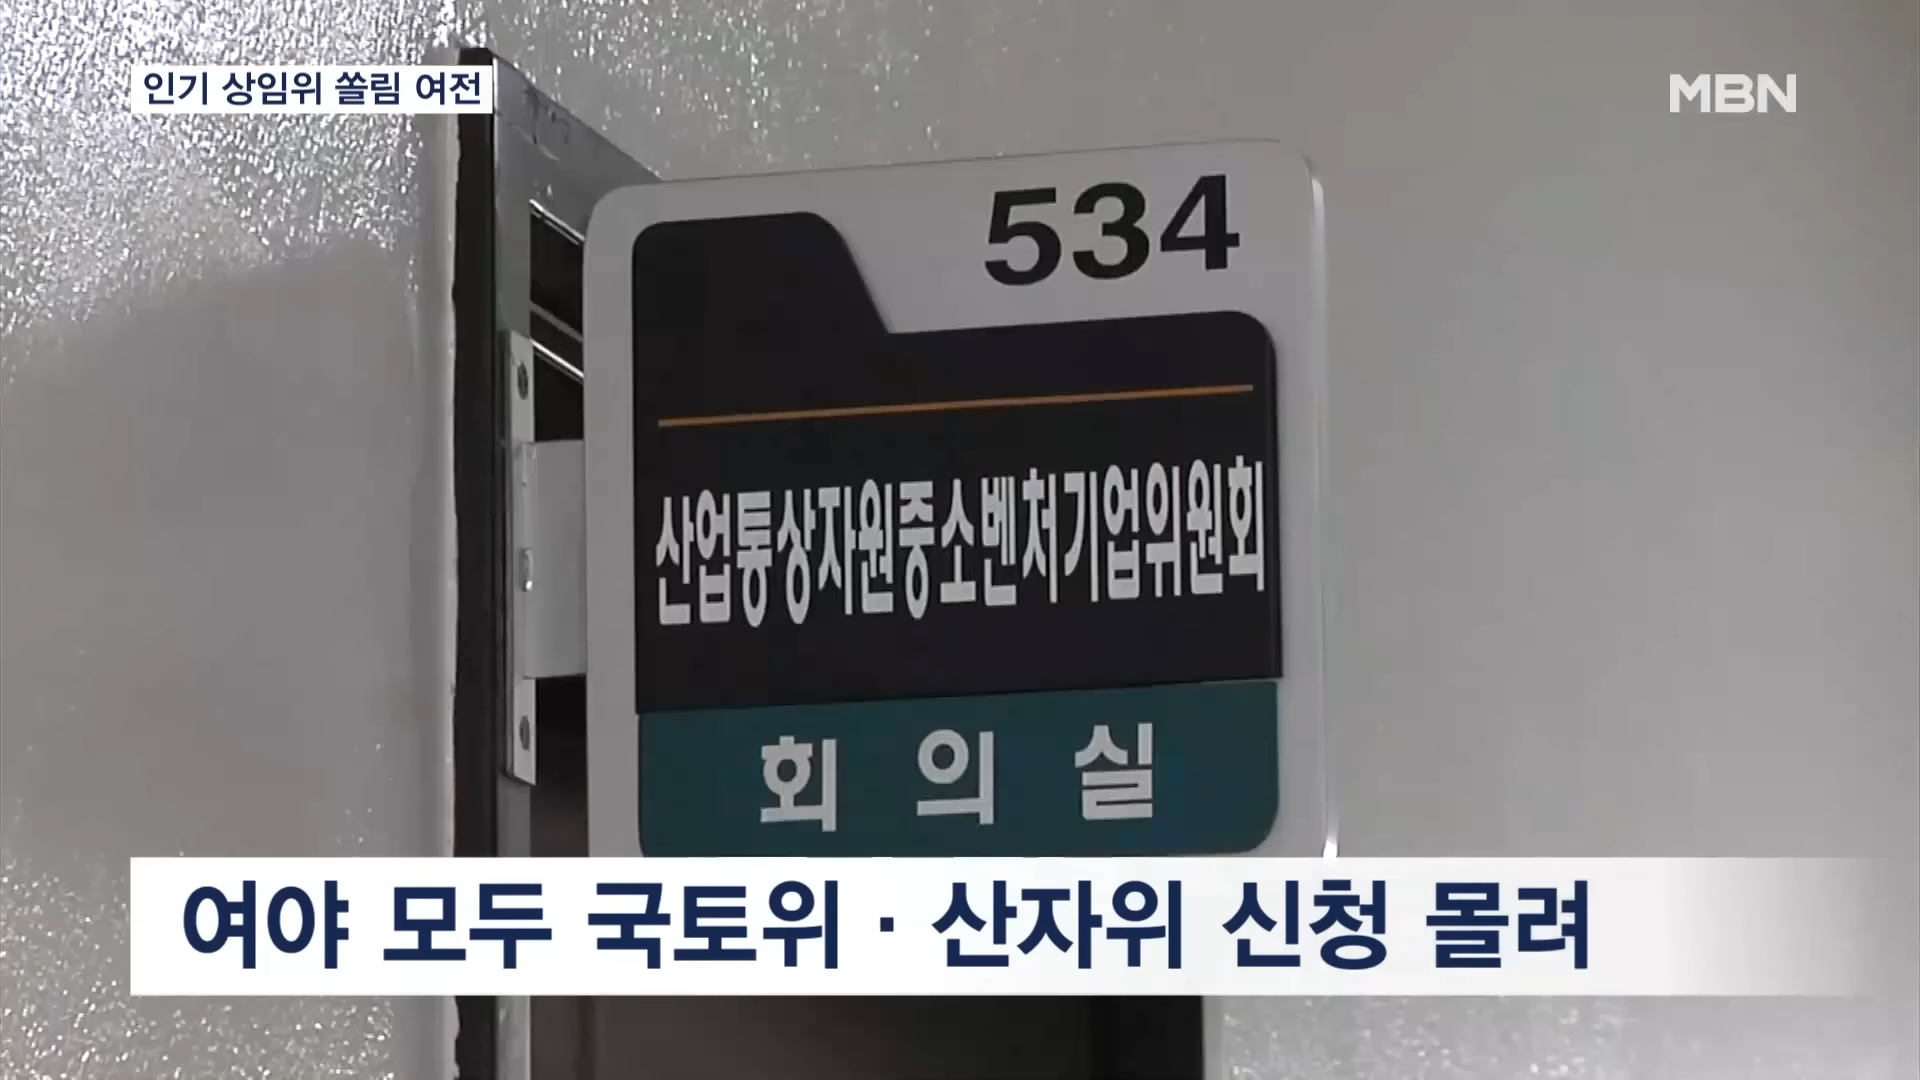 인기 상임위 쏠림 여전
MBN
534
산업통상자원중소벤처기업위원회
회의실
여야 모두 국토위·산자위 신청 몰려